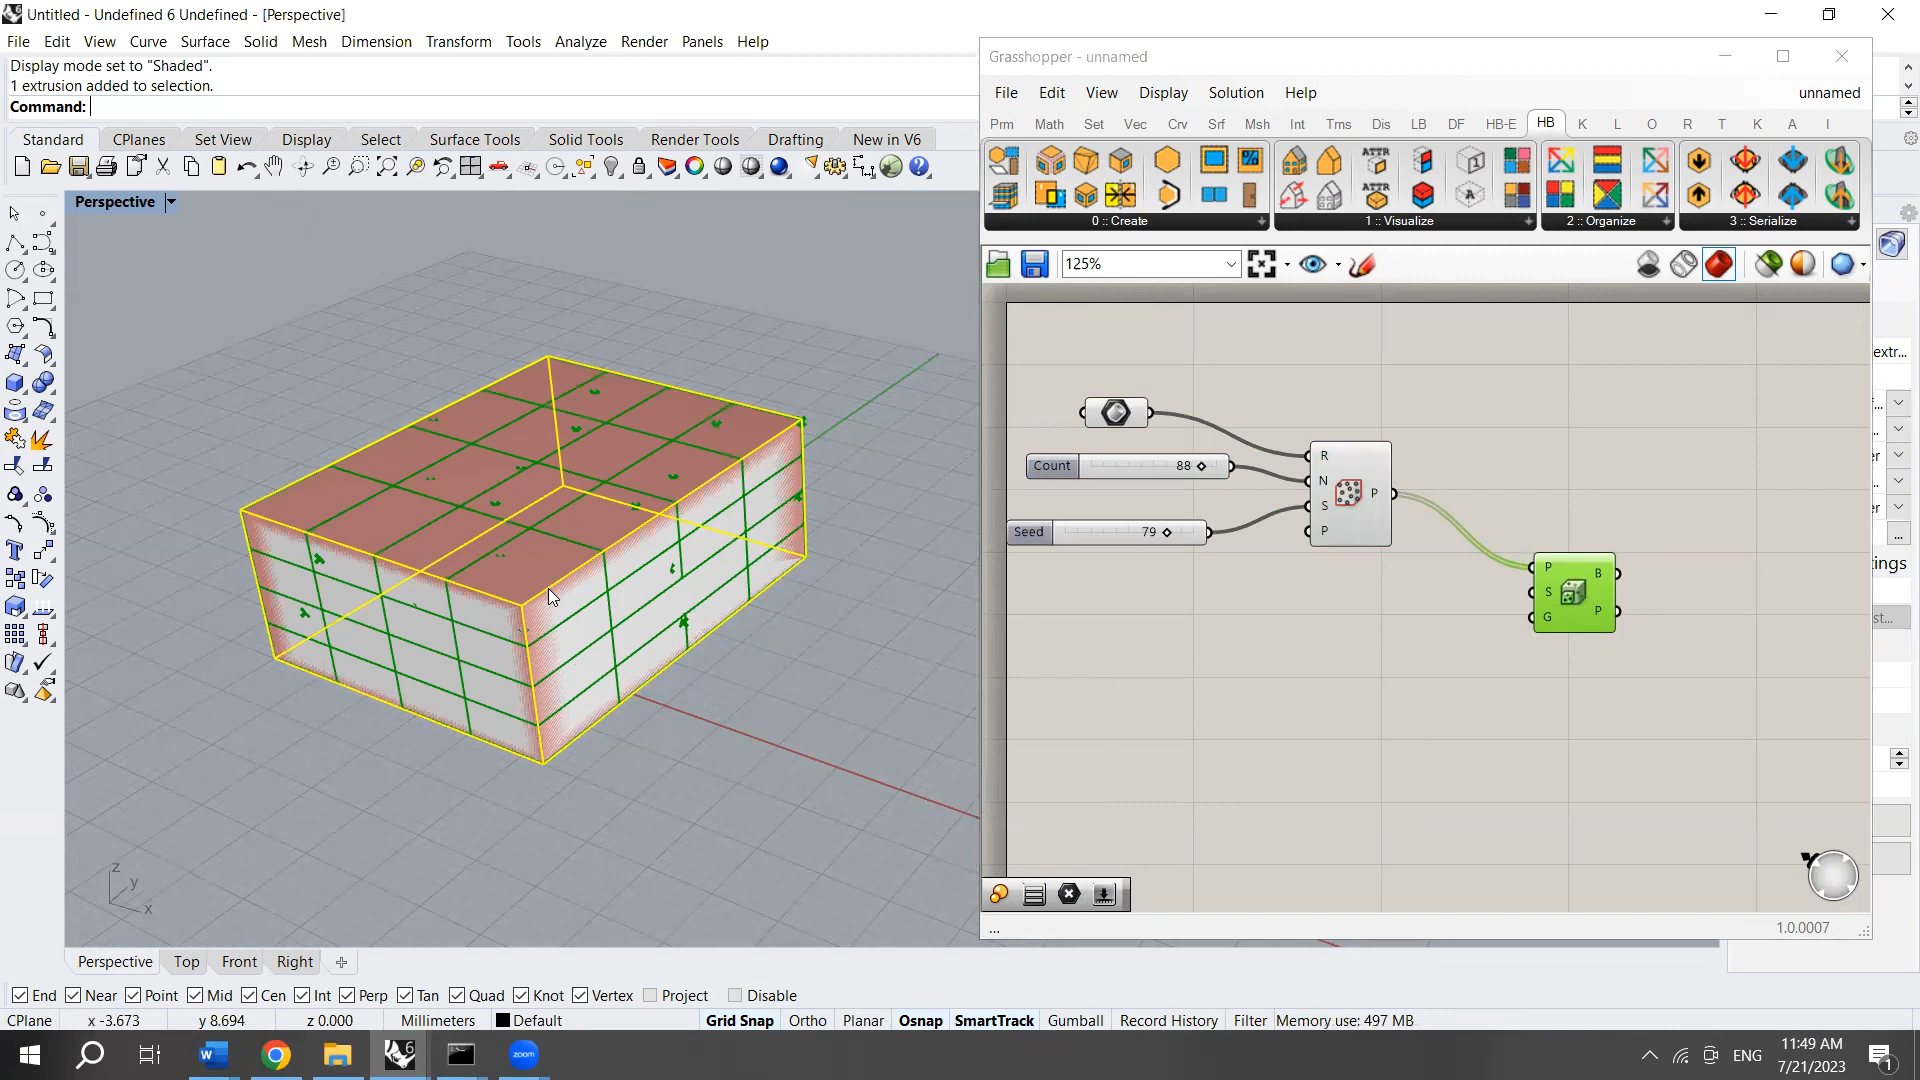 Untitled - Undefined 6 Undefined - [Perspective]
File Edit View Curve Surface Solid Mesh Dimension Transform Tools Analyze Render Panels Help
Display mode set to "Shaded".
1 extrusion added to selection.
Command:
Standard CPlanes Set View Display Select Surface Tools Solid Tools Render Tools Drafting New in V6
Perspective
Grasshopper - unnamed
File Edit View Display Solution Help unnamed
Prm Math Set Vec Crv Srf Msh Int Trns Dis LB DF HB-E HB K L O R T K A I
ATTR
ATTR
0 :: Create 1 :: Visualize 2 :: Organize 3 :: Serialize
125%
Count 88
Seed 79
R
N
S
P
P
P
S
G
B
P
extr...
...
ings
st...
z
y
x
... 1.0.0007
Perspective Top Front Right
End Near Point Mid Cen Int Perp Tan Quad Knot Vertex Project Disable
CPlane x -3.673 y 8.694 z 0.000 Millimeters Default Grid Snap Ortho Planar Osnap SmartTrack Gumball Record History Filter Memory use: 497 MB
zoom
ENG
11:49 AM
7/21/2023
1